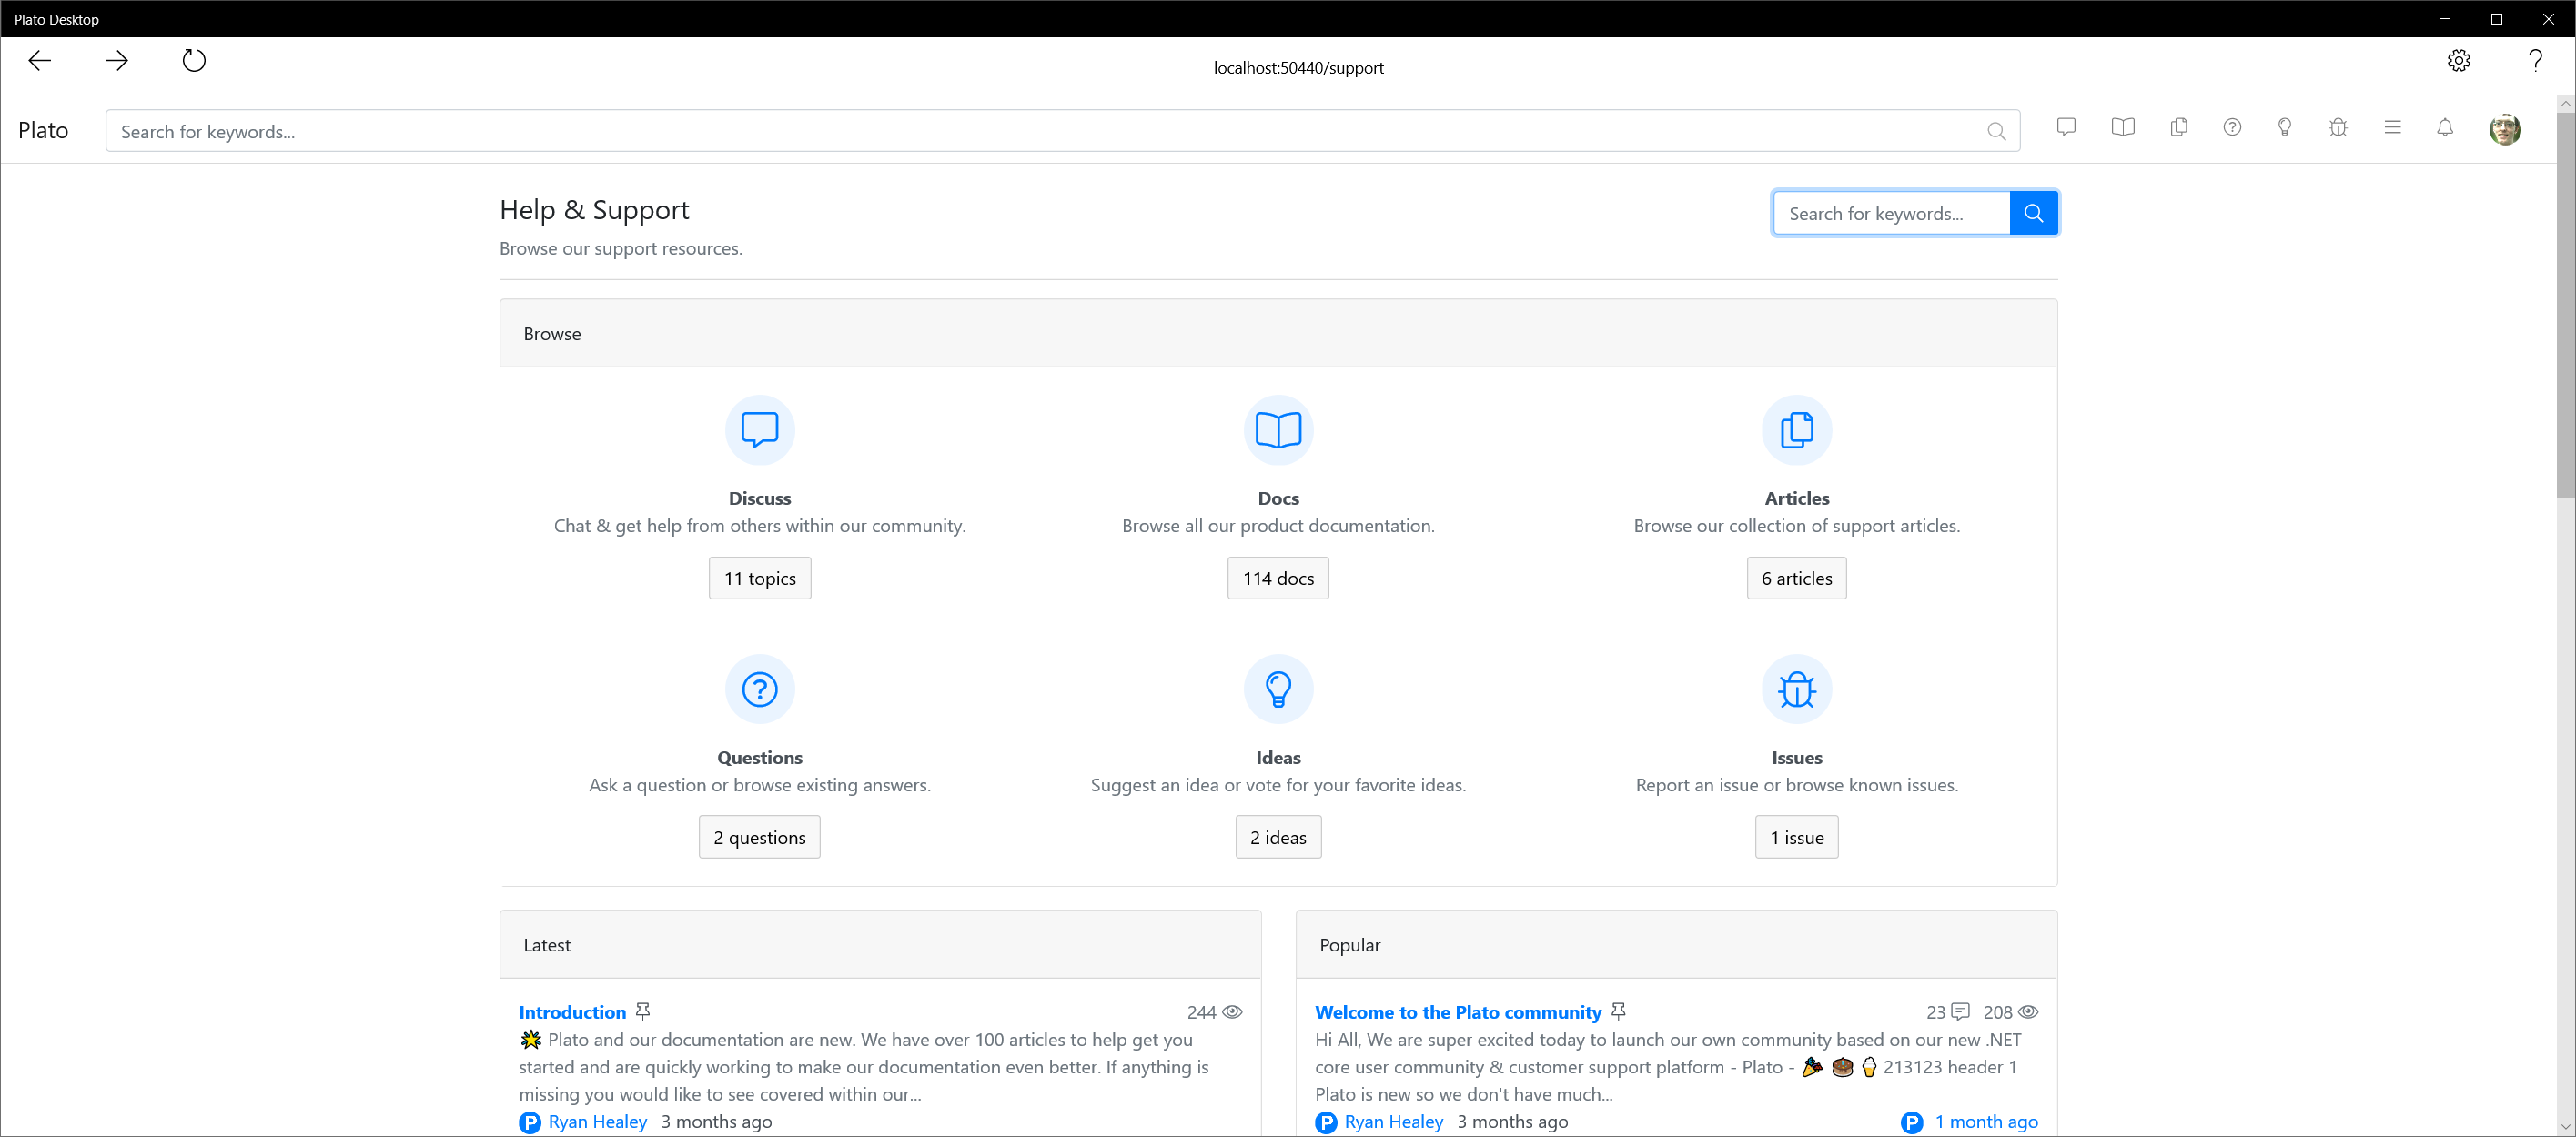 Plato Desktop
localhost:50440/support
Plato
Search for keywords...
Help & Support
Search for keywords...
Browse our support resources.
Browse
Discuss
Chat & get help from others within our community.
11 topics
Docs
Browse all our product documentation.
114 docs
Articles
Browse our collection of support articles.
6 articles
Questions
Ask a question or browse existing answers.
2 questions
Ideas
Suggest an idea or vote for your favorite ideas.
2 ideas
Issues
Report an issue or browse known issues.
1 issue
Latest
Introduction 244
🌟 Plato and our documentation are new. We have over 100 articles to help get you
started and are quickly working to make our documentation even better. If anything is
missing you would like to see covered within our...
P Ryan Healey 3 months ago
Popular
Welcome to the Plato community 23 208
Hi All, We are super excited today to launch our own community based on our new .NET
core user community & customer support platform - Plato - 🎉 🎂 🍦 213123 header 1
Plato is new so we don't have much...
P Ryan Healey 3 months ago P 1 month ago